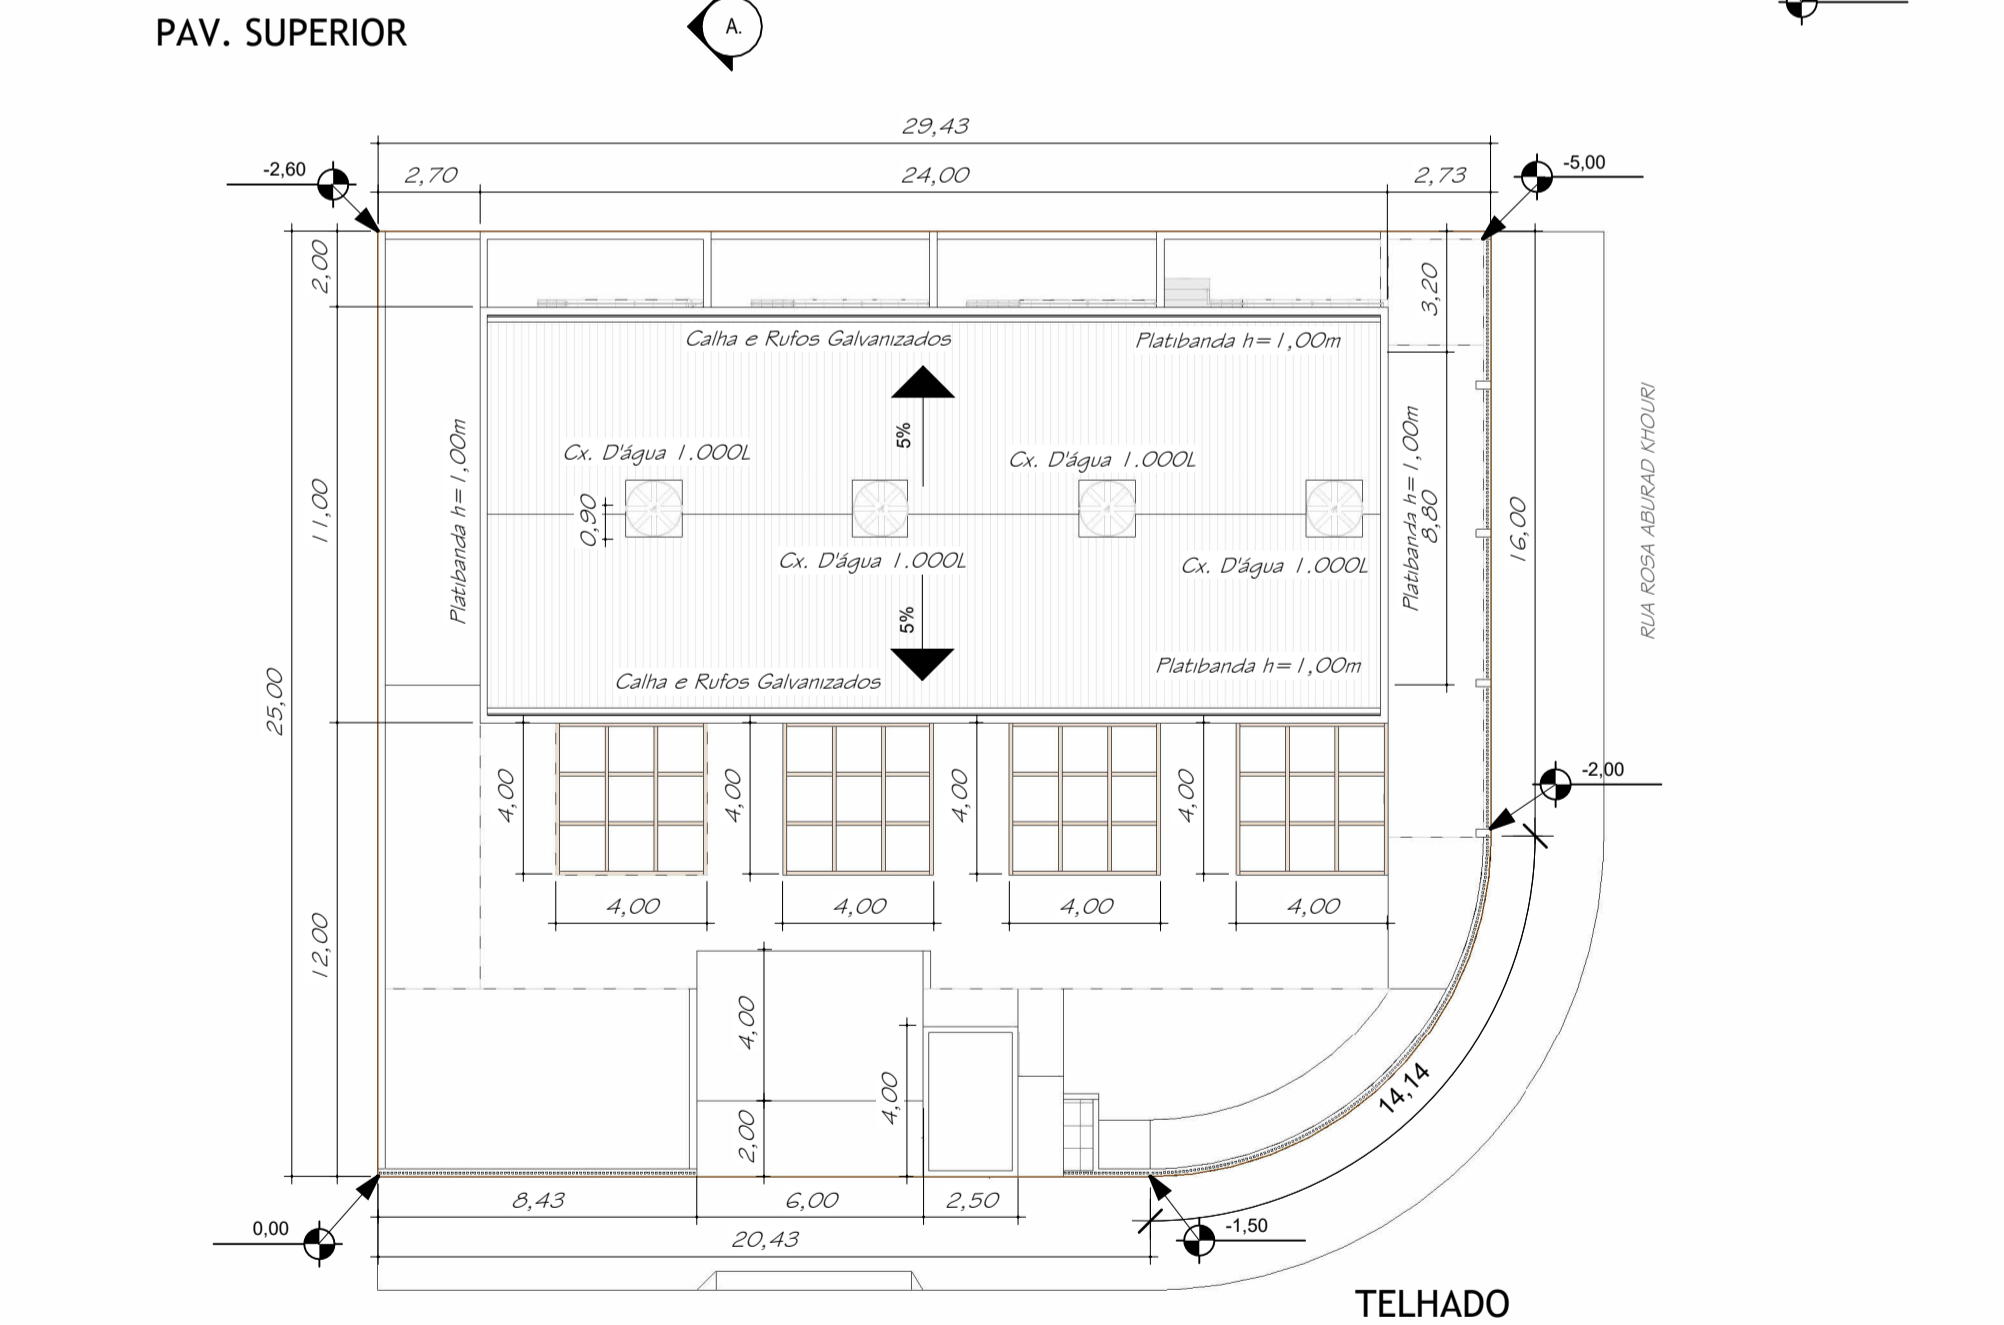 PAV. SUPERIOR
A.
29,43
-2,60
2,70
24,00
2,73
-5,00
2,00
3,20
Calha e Rufos Galvanizados
Platibanda h=1,00m
Platibanda h=1,00m
Platibanda h=1,00m
5%
Cx. D'água 1.000L
Cx. D'água 1.000L
0,90
11,00
8,80
16,00
RUA ROSA ABURAD KHOURI
Cx. D'água 1.000L
Cx. D'água 1.000L
5%
Platibanda h=1,00m
Calha e Rufos Galvanizados
25,00
-2,00
4,00
4,00
4,00
4,00
4,00
4,00
4,00
4,00
12,00
4,00
4,00
14,14
2,00
8,43
6,00
2,50
0,00
-1,50
20,43
TELHADO